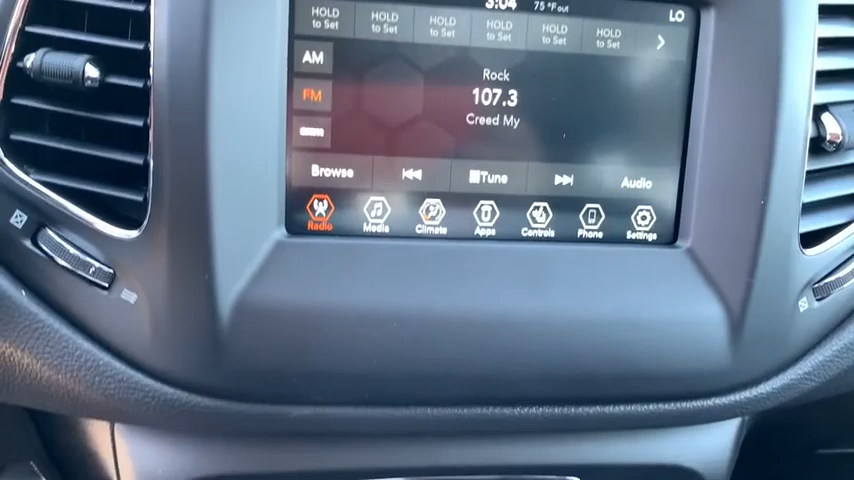 3:04 75 °F out LO
HOLD to Set HOLD to Set HOLD to Set HOLD to Set HOLD to Set HOLD to Set
AM
Rock
FM
107.3
Creed My
Browse Tune Audio
Radio Media Climate Apps Controls Phone Settings